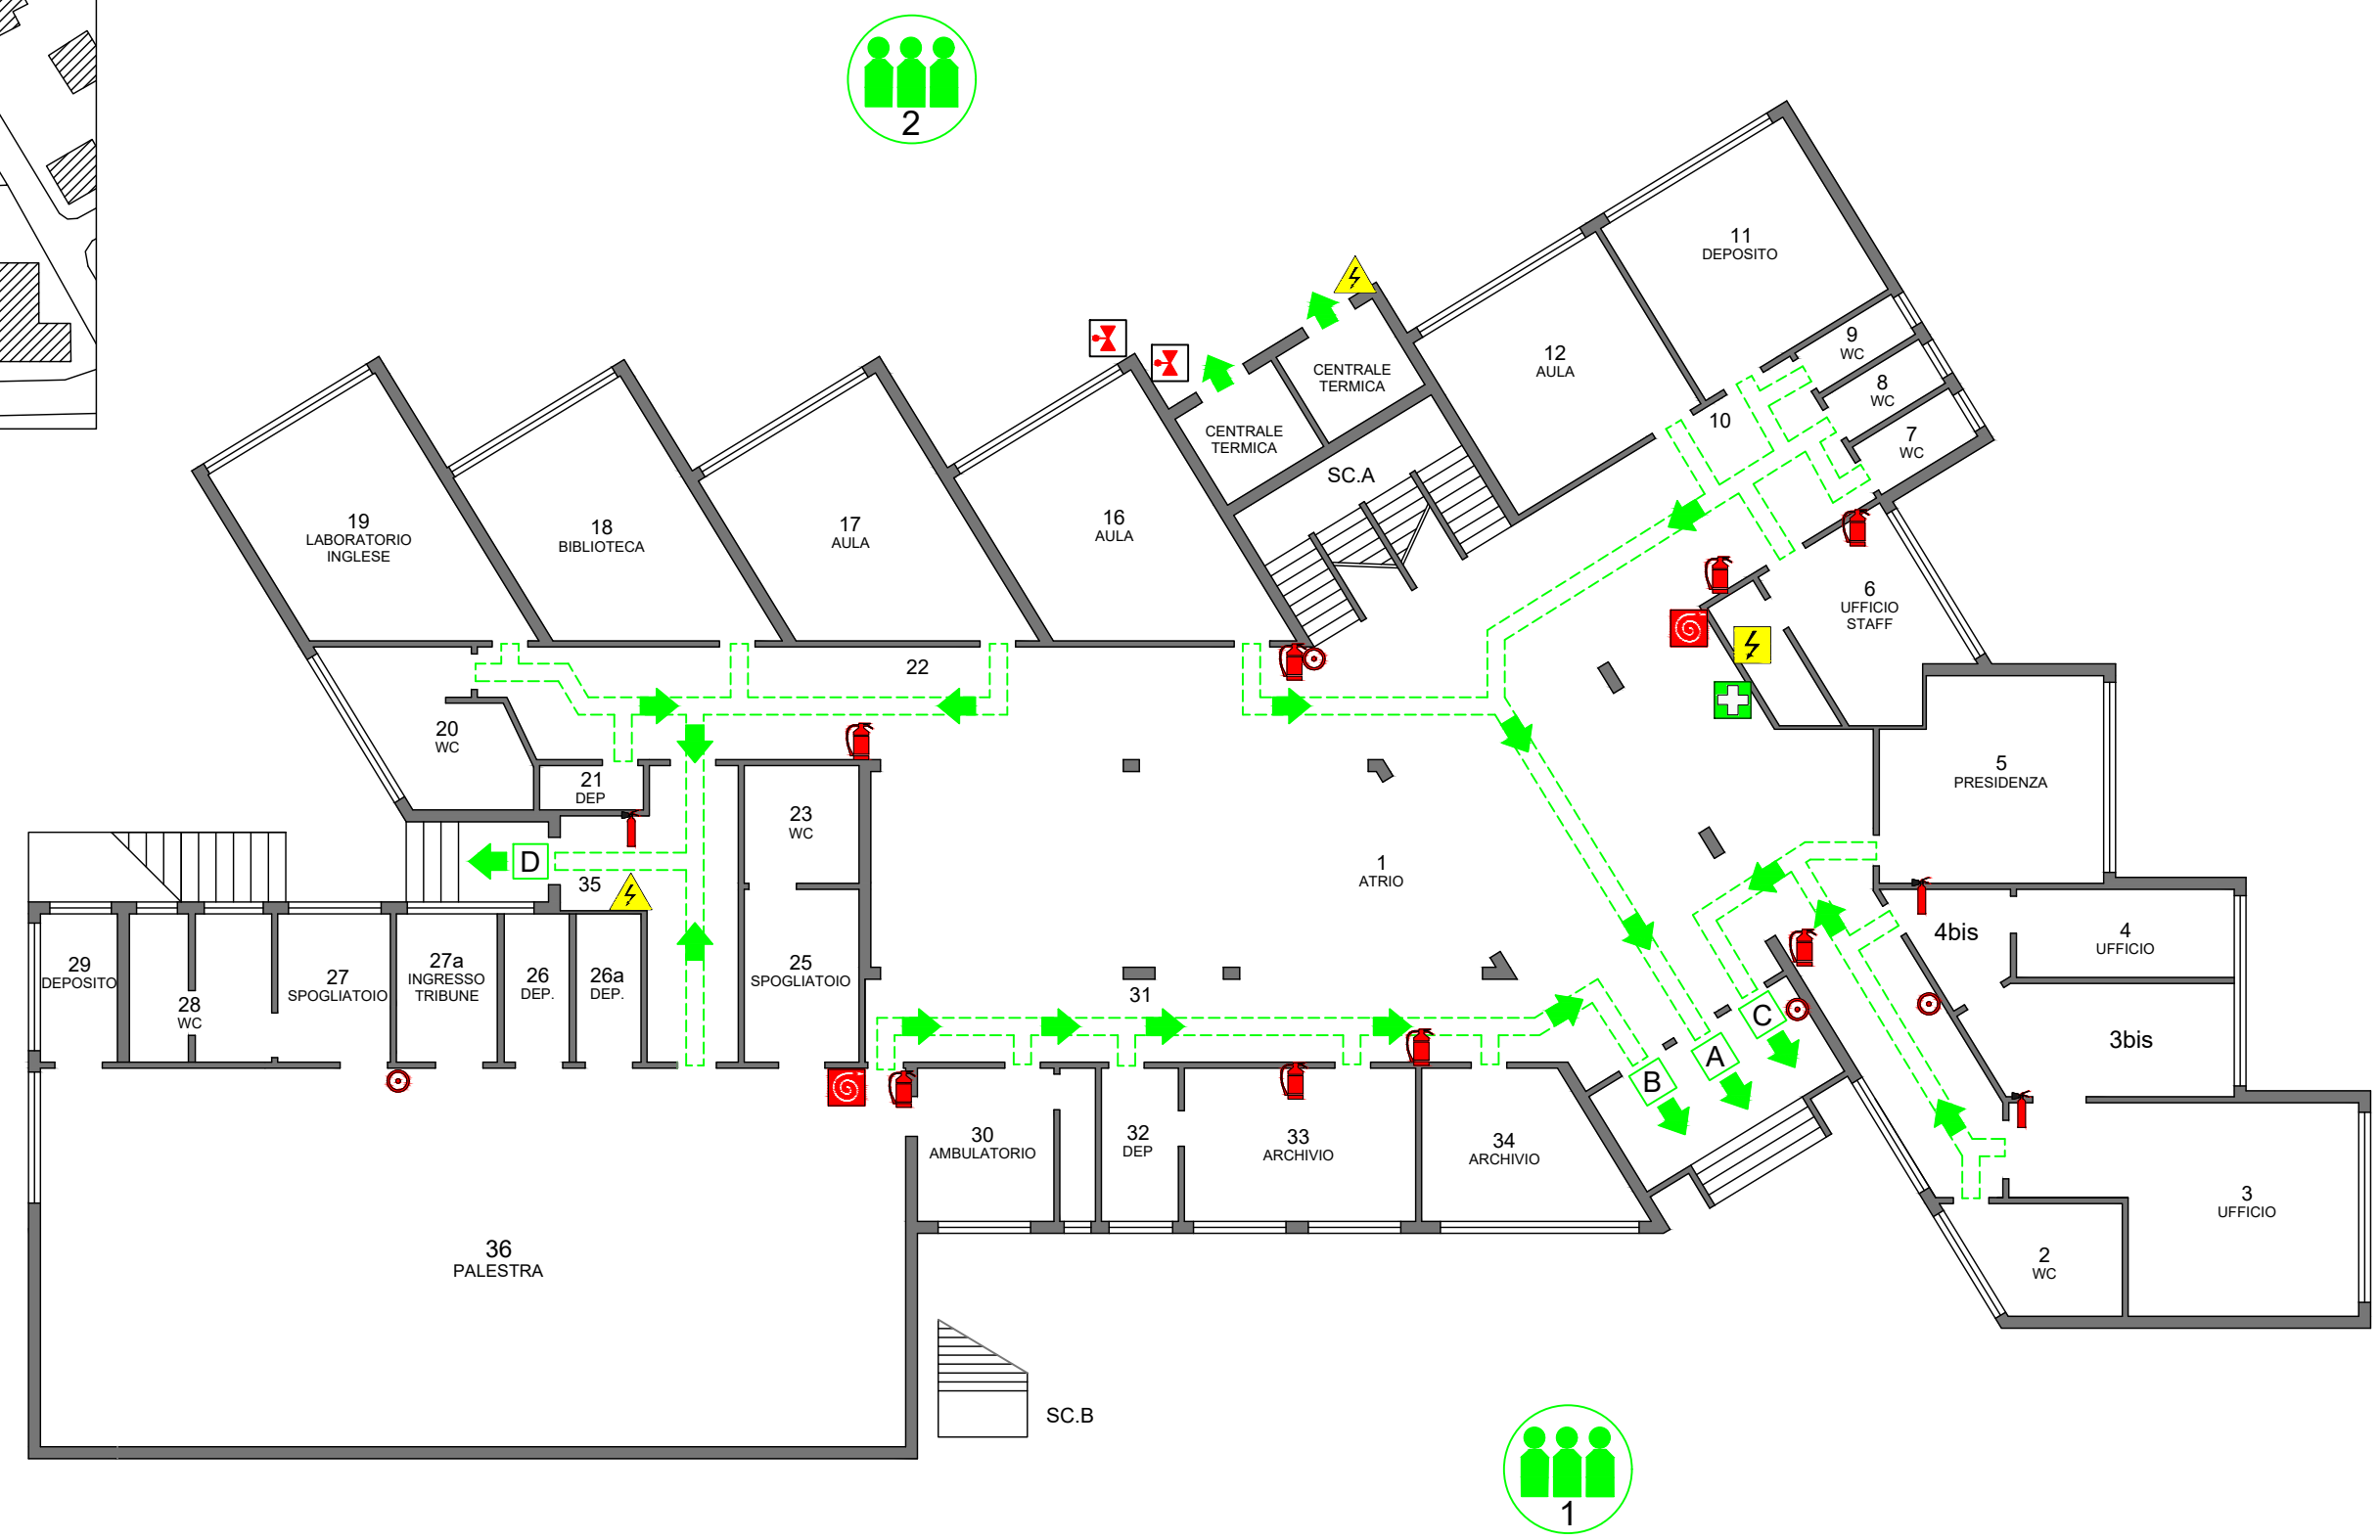 2
11
DEPOSITO
9
WC
8
WC
7
WC
10
12
AULA
CENTRALE
TERMICA
CENTRALE
TERMICA
SC.A
19
LABORATORIO
INGLESE
18
BIBLIOTECA
17
AULA
16
AULA
6
UFFICIO
STAFF
22
20
WC
21
DEP
23
WC
5
PRESIDENZA
1
ATRIO
D
35
4bis
4
UFFICIO
29
DEPOSITO
28
WC
27
SPOGLIATOIO
27a
INGRESSO
TRIBUNE
26
DEP.
26a
DEP.
25
SPOGLIATOIO
31
C
A
B
3bis
30
AMBULATORIO
32
DEP
33
ARCHIVIO
34
ARCHIVIO
3
UFFICIO
2
WC
36
PALESTRA
SC.B
1